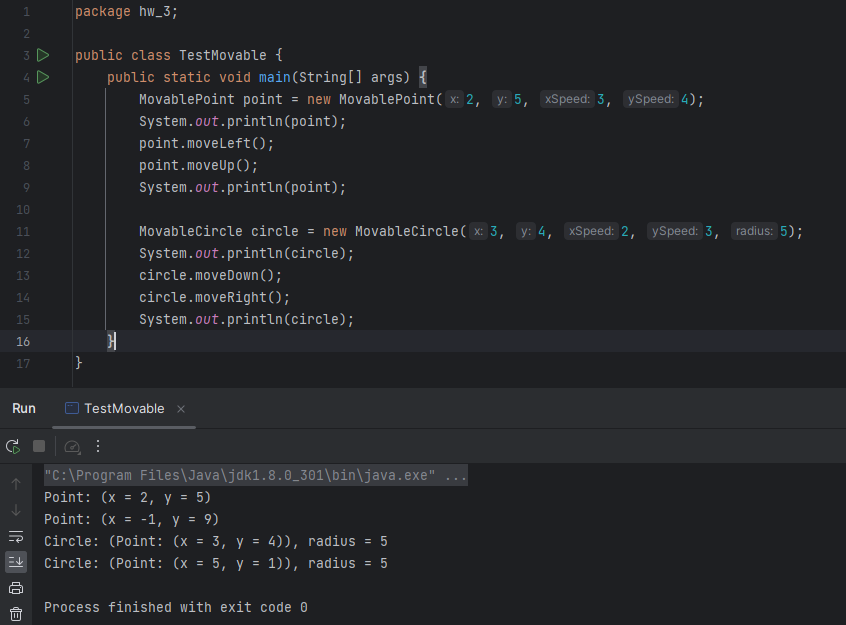 1 package hw_3;
2
3 public class TestMovable {
4 public static void main(String[] args) {
5 MovablePoint point = new MovablePoint( x: 2, y: 5, xSpeed: 3, ySpeed: 4);
6 System.out.println(point);
7 point.moveLeft();
8 point.moveUp();
9 System.out.println(point);
10
11 MovableCircle circle = new MovableCircle( x: 3, y: 4, xSpeed: 2, ySpeed: 3, radius: 5);
12 System.out.println(circle);
13 circle.moveDown();
14 circle.moveRight();
15 System.out.println(circle);
16 }
17 }
Run TestMovable ×
"C:\Program Files\Java\jdk1.8.0_301\bin\java.exe" ...
Point: (x = 2, y = 5)
Point: (x = -1, y = 9)
Circle: (Point: (x = 3, y = 4)), radius = 5
Circle: (Point: (x = 5, y = 1)), radius = 5
Process finished with exit code 0